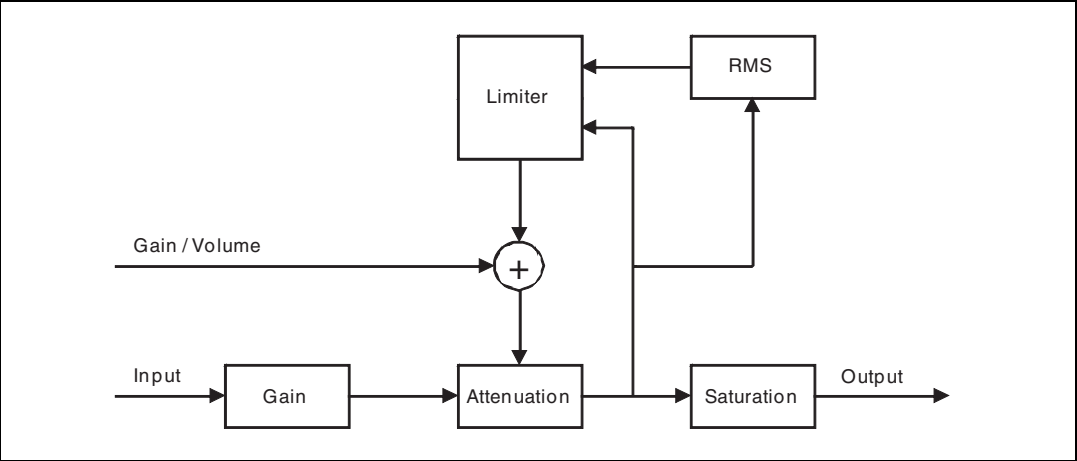 RMS
Limiter
Gain / Volume
+
Input
Gain
Attenuation
Saturation
Output